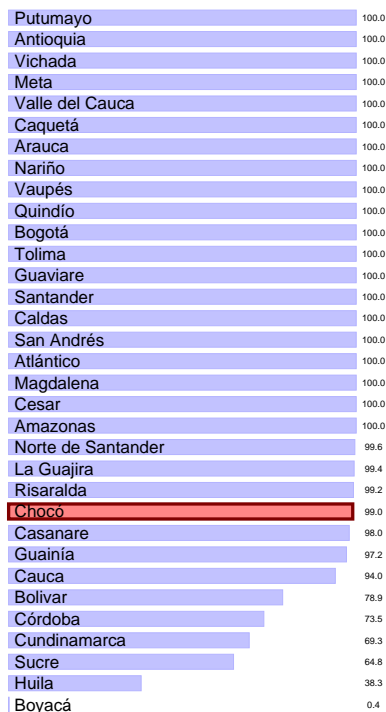 Putumayo 100.0
Antioquia 100.0
Vichada 100.0
Meta 100.0
Valle del Cauca 100.0
Caquetá 100.0
Arauca 100.0
Nariño 100.0
Vaupés 100.0
Quindío 100.0
Bogotá 100.0
Tolima 100.0
Guaviare 100.0
Santander 100.0
Caldas 100.0
San Andrés 100.0
Atlántico 100.0
Magdalena 100.0
Cesar 100.0
Amazonas 100.0
Norte de Santander 99.6
La Guajira 99.4
Risaralda 99.2
Chocó 99.0
Casanare 98.0
Guainía 97.2
Cauca 94.0
Bolivar 78.9
Córdoba 73.5
Cundinamarca 69.3
Sucre 64.8
Huila 38.3
Boyacá 0.4